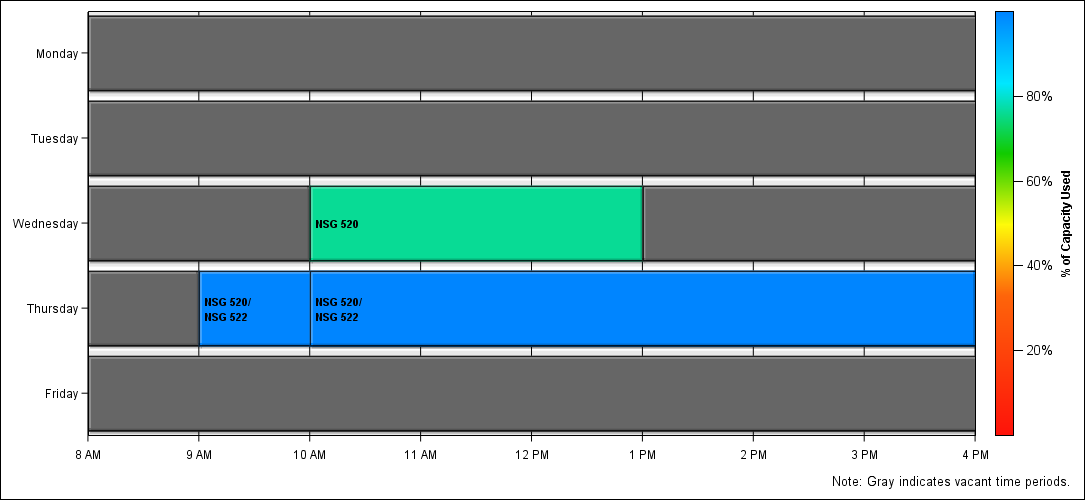 Monday
Tuesday
Wednesday
NSG 520
Thursday
NSG 520/
NSG 522
NSG 520/
NSG 522
Friday
8 AM
9 AM
10 AM
11 AM
12 PM
1 PM
2 PM
3 PM
4 PM
80%
60%
40%
20%
% of Capacity Used
Note: Gray indicates vacant time periods.